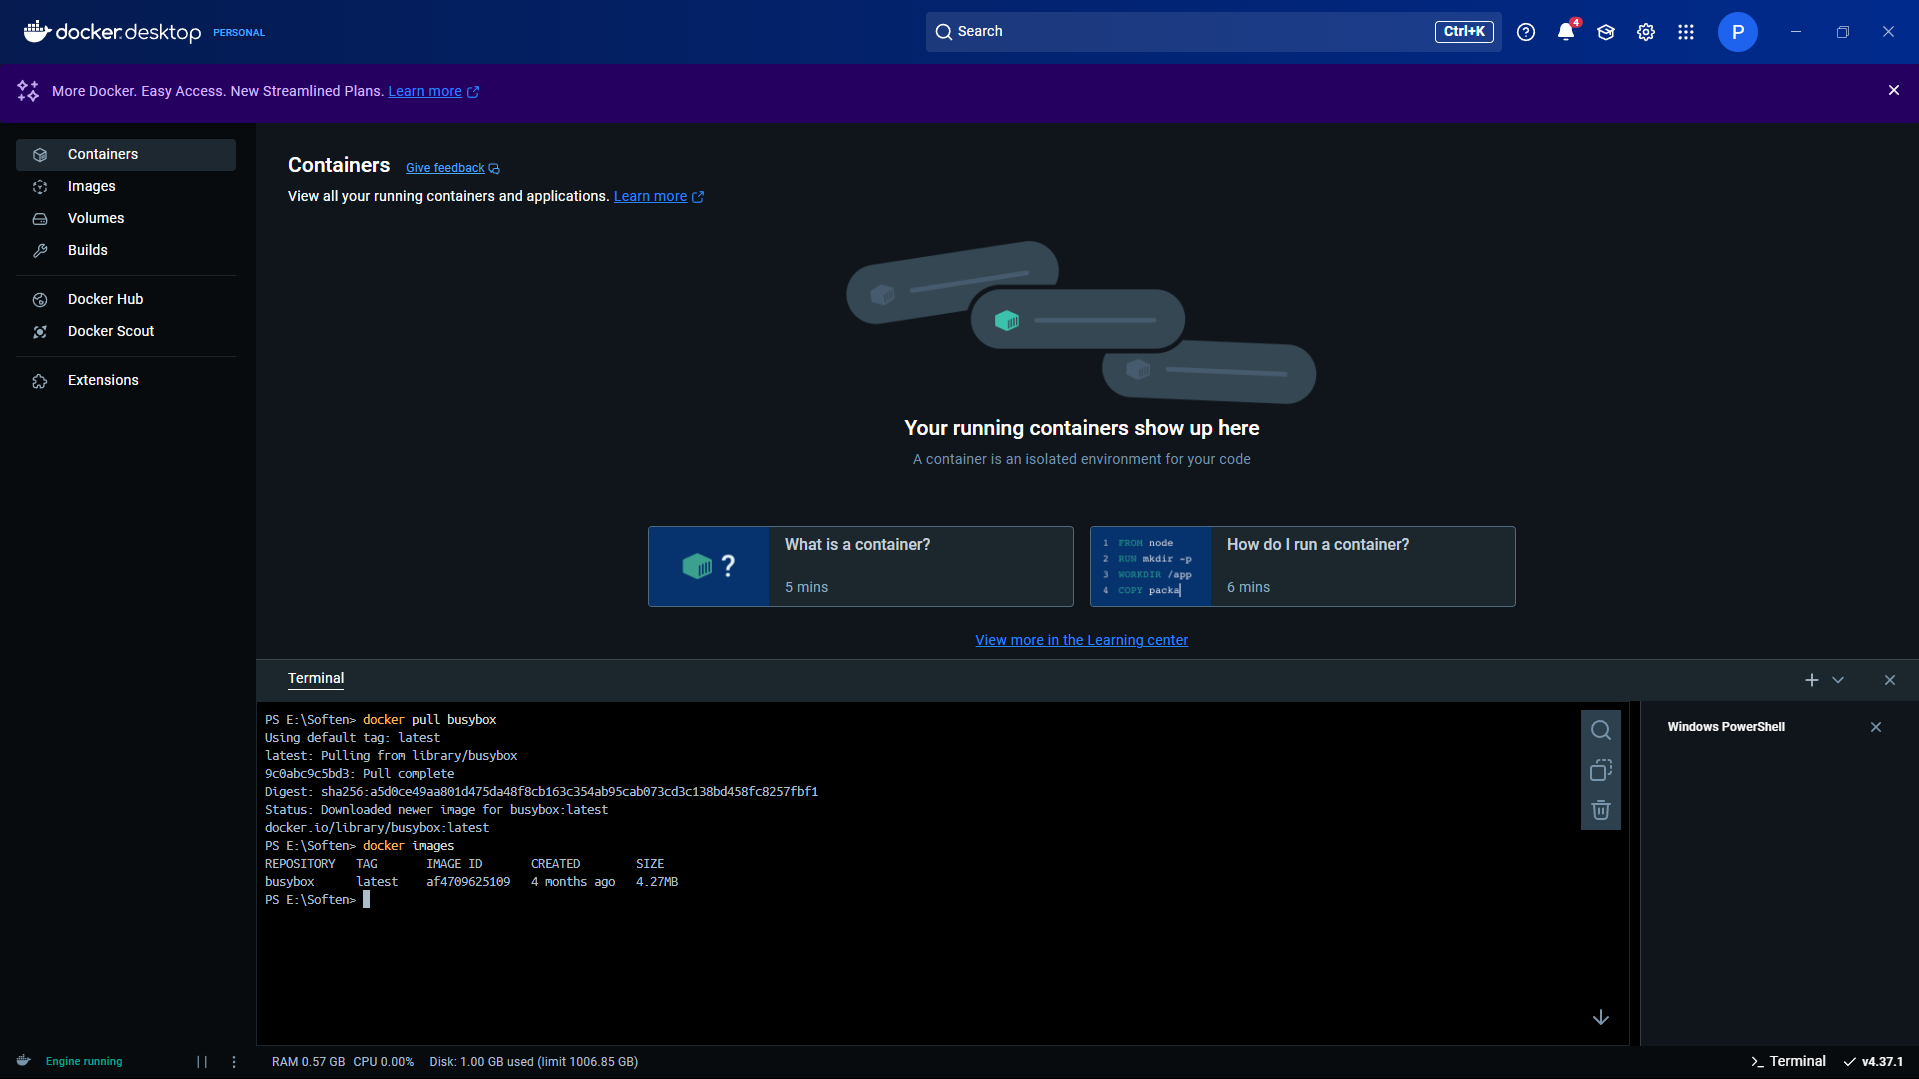 docker.desktop PERSONAL
Search Ctrl+K
4
P
More Docker. Easy Access. New Streamlined Plans. Learn more
Containers
Images
Volumes
Builds
Docker Hub
Docker Scout
Extensions
Containers Give feedback
View all your running containers and applications. Learn more
Your running containers show up here
A container is an isolated environment for your code
?
What is a container?
5 mins
1 FROM node
2 RUN mkdir -p
3 WORKDIR /app
4 COPY packa
How do I run a container?
6 mins
View more in the Learning center
Terminal
PS E:\Soften> docker pull busybox
Using default tag: latest
latest: Pulling from library/busybox
9c0abc9c5bd3: Pull complete
Digest: sha256:a5d0ce49aa801d475da48f8cb163c354ab95cab073cd3c138bd458fc8257fbf1
Status: Downloaded newer image for busybox:latest
docker.io/library/busybox:latest
PS E:\Soften> docker images
REPOSITORY TAG IMAGE ID CREATED SIZE
busybox latest af4709625109 4 months ago 4.27MB
PS E:\Soften>
Windows PowerShell
Engine running
RAM 0.57 GB CPU 0.00% Disk: 1.00 GB used (limit 1006.85 GB)
Terminal v4.37.1